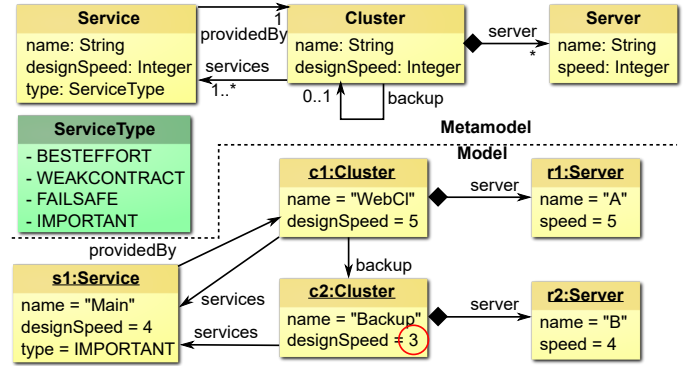 Service
name: String
designSpeed: Integer
type: ServiceType
1
providedBy
services
1..*
Cluster
name: String
designSpeed: Integer
0..1
backup
server
*
Server
name: String
speed: Integer
ServiceType
- BESTEFFORT
- WEAKCONTRACT
- FAILSAFE
- IMPORTANT
Metamodel
Model
c1:Cluster
name = "WebCl"
designSpeed = 5
server
r1:Server
name = "A"
speed = 5
providedBy
backup
s1:Service
name = "Main"
designSpeed = 4
type = IMPORTANT
services
services
c2:Cluster
name = "Backup"
designSpeed = 3
server
r2:Server
name = "B"
speed = 4